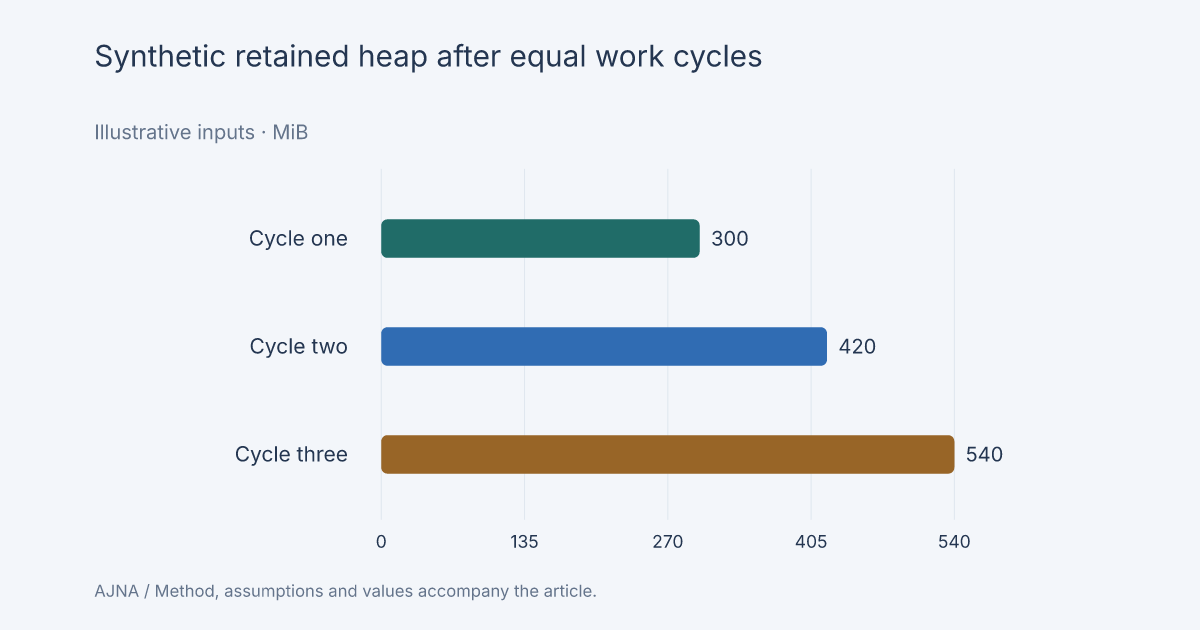 Synthetic retained heap after equal work cycles
Illustrative inputs · MiB
Cycle one 300
Cycle two 420
Cycle three 540
0 135 270 405 540
AJNA / Method, assumptions and values accompany the article.